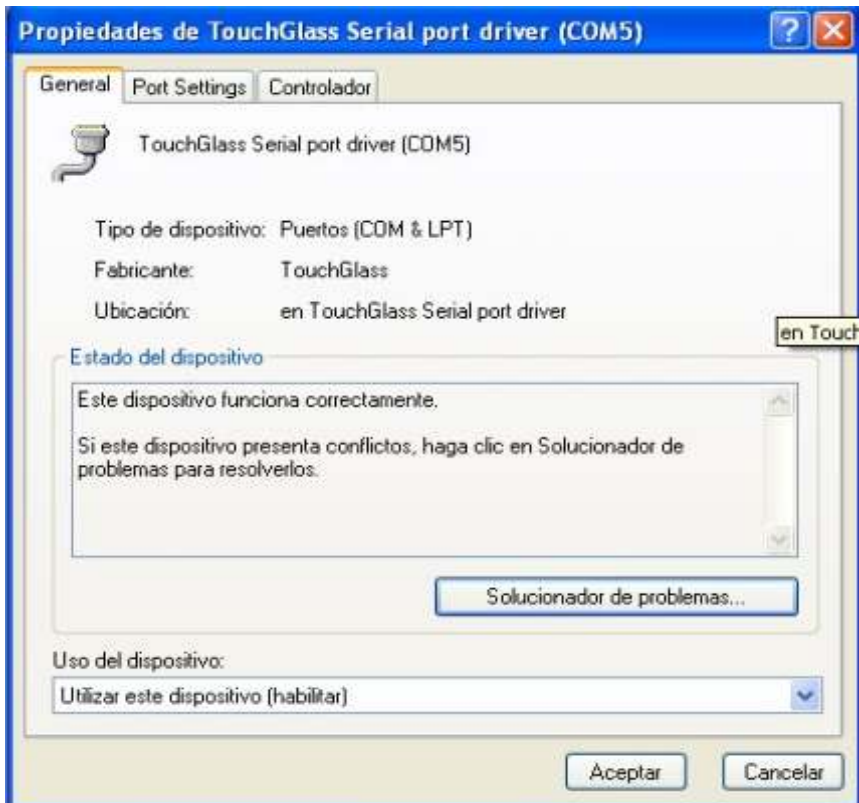 Propiedades de TouchGlass Serial port driver (COM5)
General Port Settings Controlador
TouchGlass Serial port driver (COM5)
Tipo de dispositivo: Puertos (COM & LPT)
Fabricante: TouchGlass
Ubicación: en TouchGlass Serial port driver
en Touch
Estado del dispositivo
Este dispositivo funciona correctamente.
Si este dispositivo presenta conflictos, haga clic en Solucionador de
problemas para resolverlos.
Solucionador de problemas...
Uso del dispositivo:
Utilizar este dispositivo (habilitar)
Aceptar Cancelar